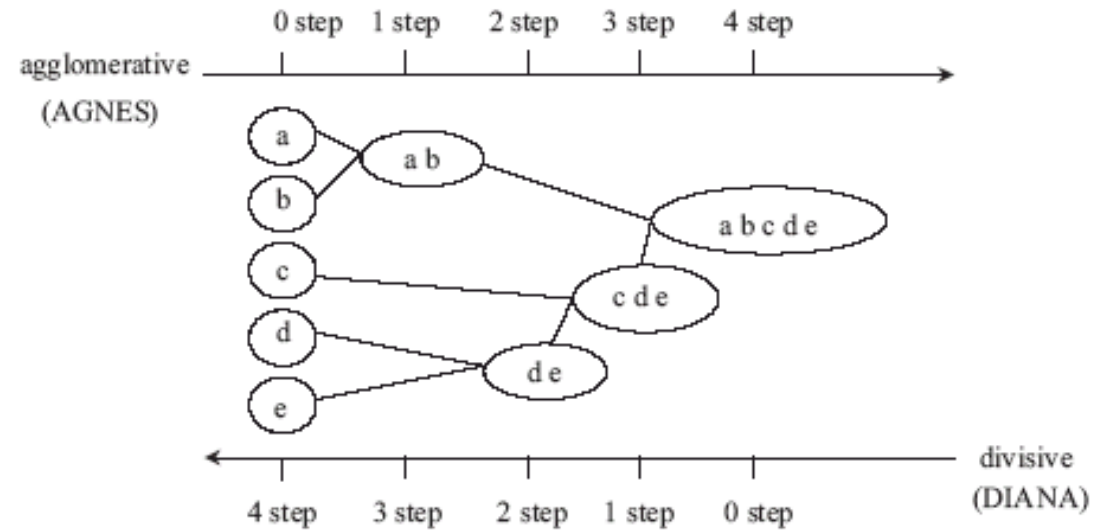 0 step 1 step 2 step 3 step 4 step
agglomerative
(AGNES)
a
a b
b
a b c d e
c
c d e
d
d e
e
divisive
(DIANA)
4 step 3 step 2 step 1 step 0 step